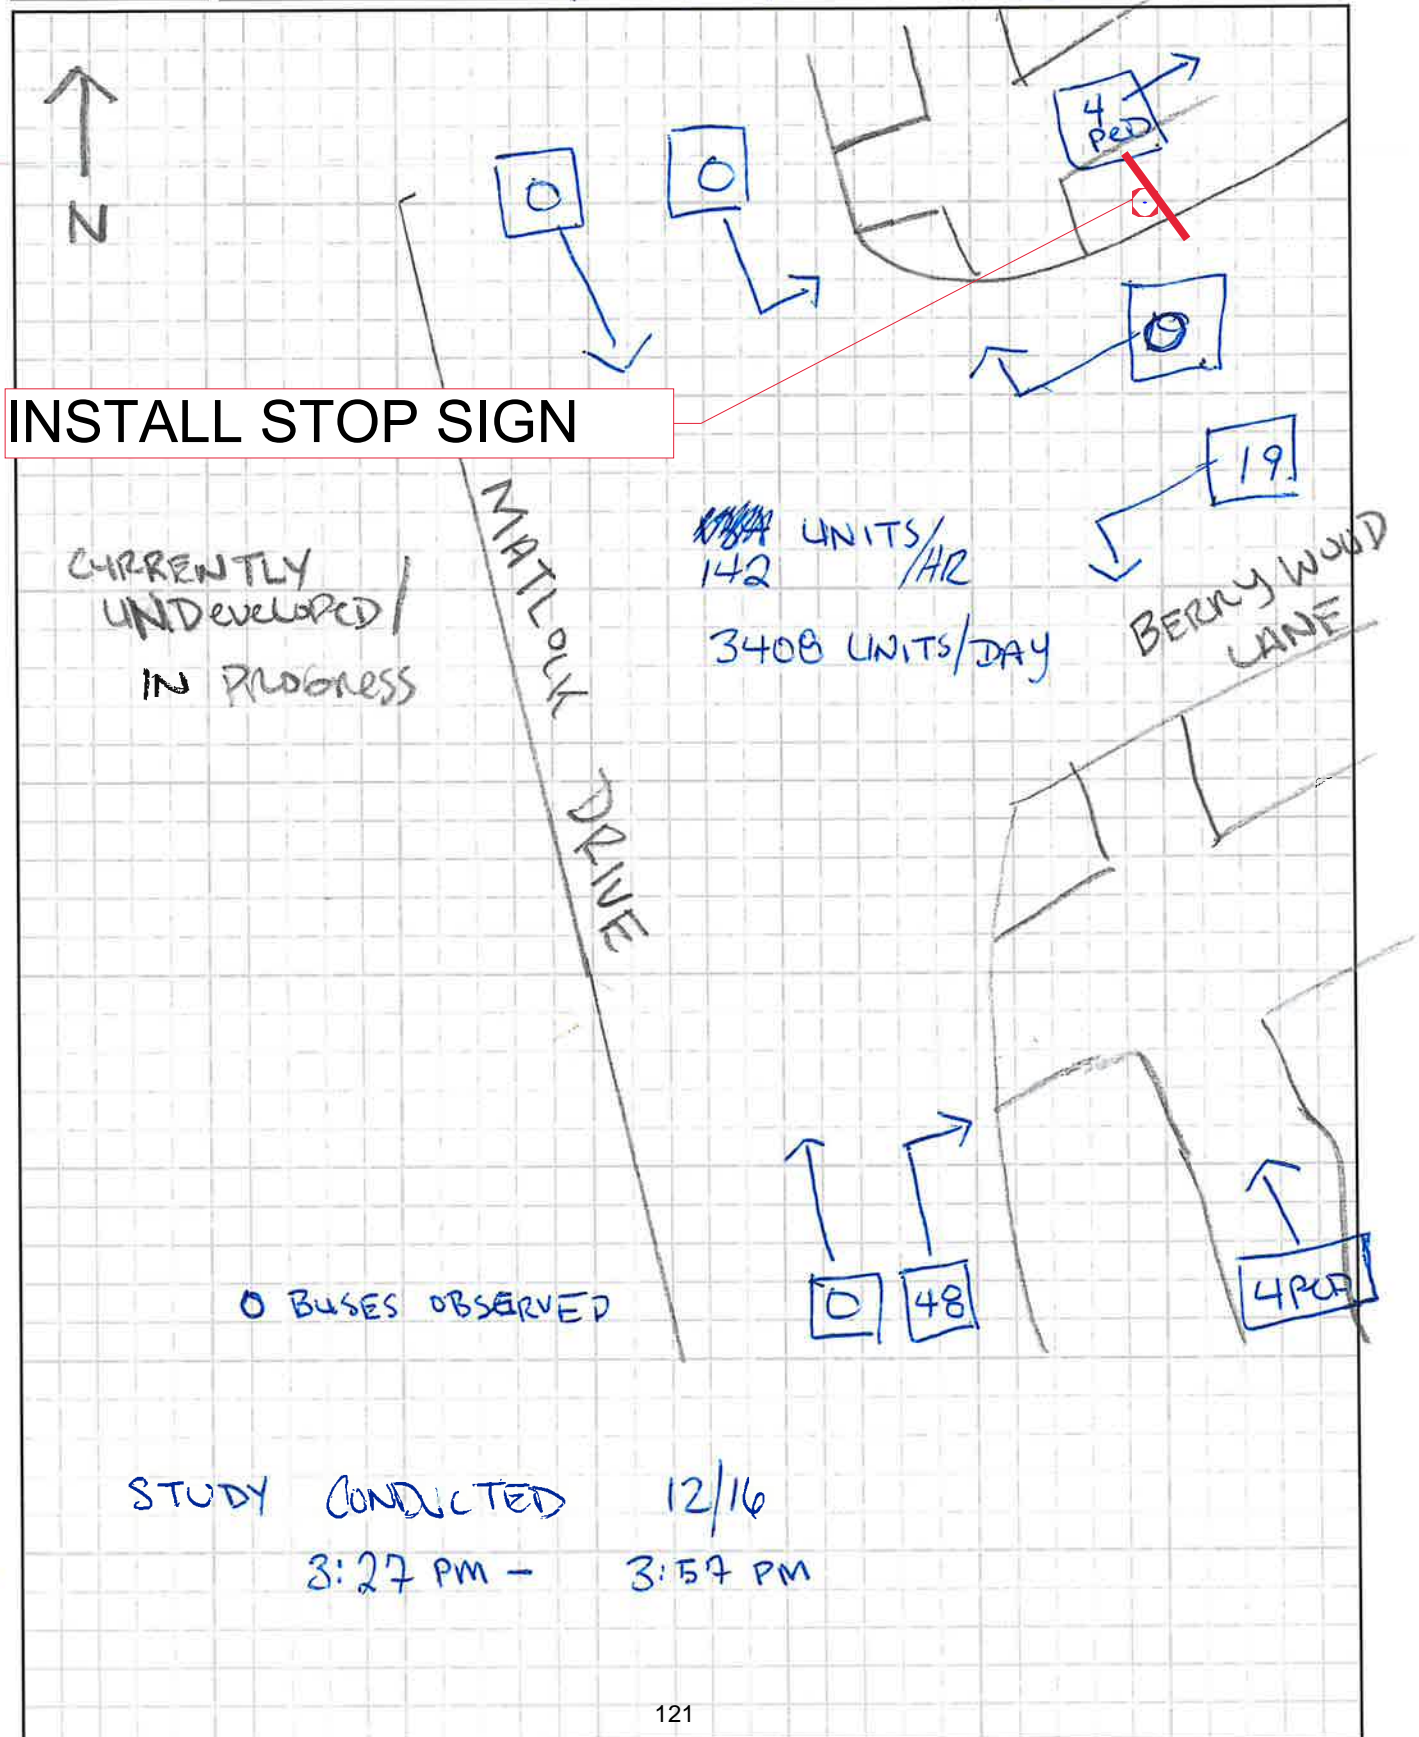 4
PED
0
0
N
0
INSTALL STOP SIGN
19
UNITS/
142 /HR
3408 UNITS/DAY
MATLOCK DRIVE
BERRYWOOD
LANE
CURRENTLY
UNDEVELOPED/
IN PROGRESS
0 BUSES OBSERVED
0
48
4 PED
STUDY CONDUCTED 12/16
3:27 PM - 3:57 PM
121